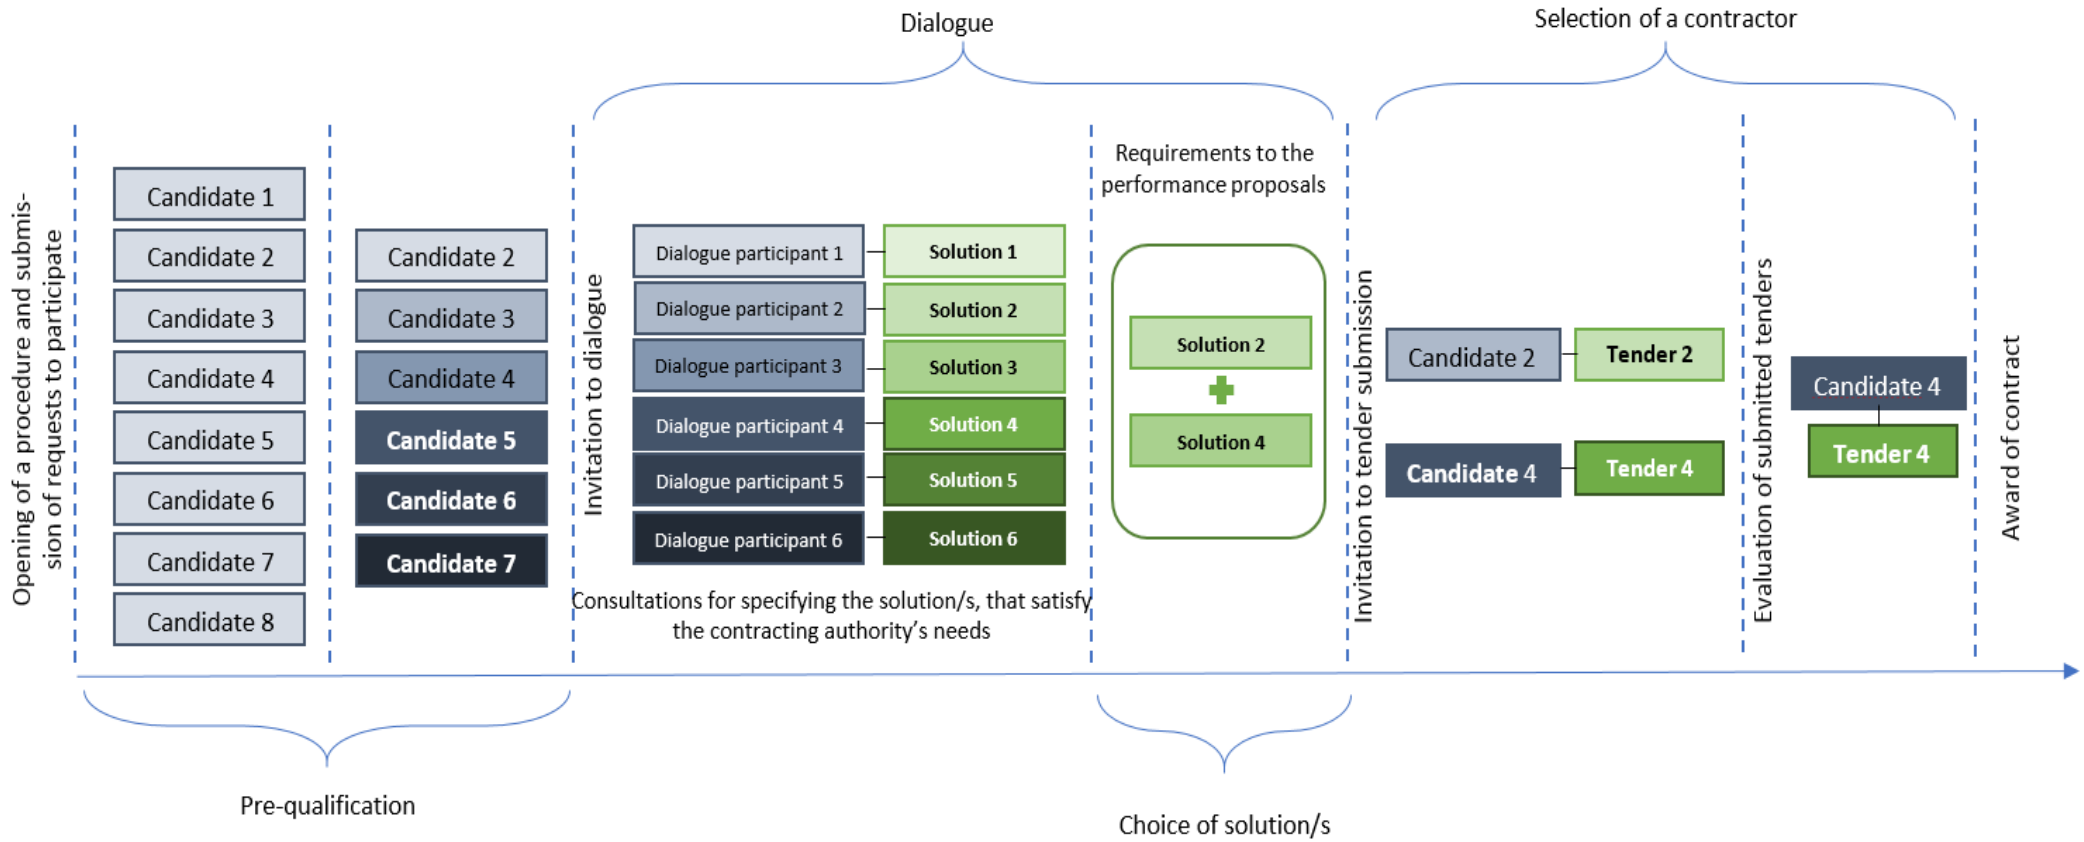 Dialogue
Selection of a contractor
Opening of a procedure and submis-
sion of requests to participate
Candidate 1
Candidate 2
Candidate 3
Candidate 4
Candidate 5
Candidate 6
Candidate 7
Candidate 8
Candidate 2
Candidate 3
Candidate 4
Candidate 5
Candidate 6
Candidate 7
Invitation to dialogue
Dialogue participant 1
Solution 1
Dialogue participant 2
Solution 2
Dialogue participant 3
Solution 3
Dialogue participant 4
Solution 4
Dialogue participant 5
Solution 5
Dialogue participant 6
Solution 6
Consultations for specifying the solution/s, that satisfy
the contracting authority's needs
Requirements to the
performance proposals
Solution 2
Solution 4
Invitation to tender submission
Candidate 2
Tender 2
Candidate 4
Tender 4
Evaluation of submitted tenders
Candidate 4
Tender 4
Award of contract
Pre-qualification
Choice of solution/s